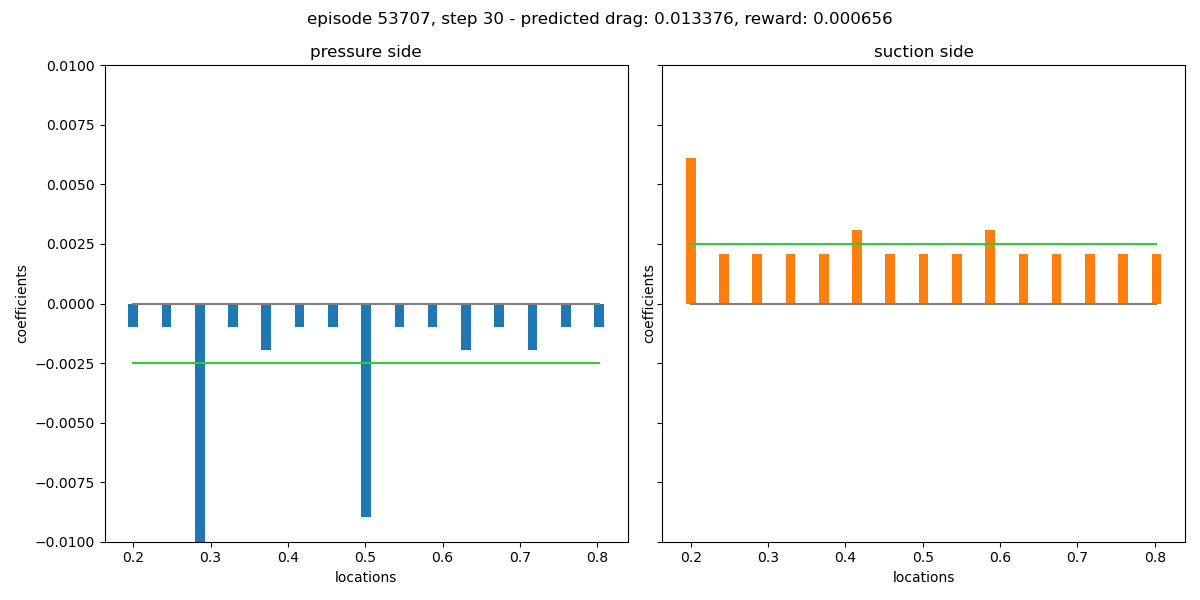 episode 53707, step 30 - predicted drag: 0.013376, reward: 0.000656
pressure side
suction side
0.0100
0.0075
0.0050
0.0025
0.0000
−0.0025
−0.0050
−0.0075
−0.0100
coefficients
coefficients
0.2 0.3 0.4 0.5 0.6 0.7 0.8
0.2 0.3 0.4 0.5 0.6 0.7 0.8
locations
locations